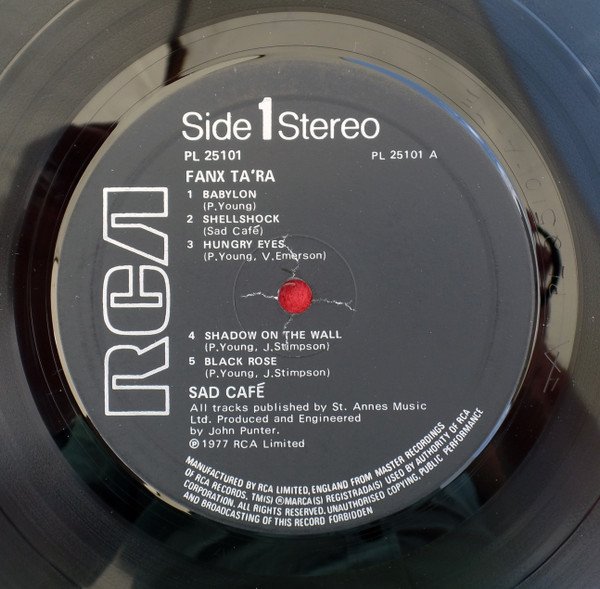 Side 1 Stereo
PL 25101
PL 25101 A
FANX TA'RA
1 BABYLON
(P.Young)
2 SHELLSHOCK
(Sad Café)
3 HUNGRY EYES
(P.Young, V.Emerson)
4 SHADOW ON THE WALL
(P.Young, J.Stimpson)
5 BLACK ROSE
(P.Young, J.Stimpson)
SAD CAFÉ
All tracks published by St. Annes Music
Ltd. Produced and Engineered
by John Punter.
℗1977 RCA Limited
RCA
MANUFACTURED BY RCA LIMITED, ENGLAND FROM MASTER RECORDINGS
OF RCA RECORDS. TM(S)®MARCA(S) REGISTRADA(S) USED BY AUTHORITY OF RCA
CORPORATION. ALL RIGHTS RESERVED. UNAUTHORISED COPYING, PUBLIC PERFORMANCE
AND BROADCASTING OF THIS RECORD FORBIDDEN